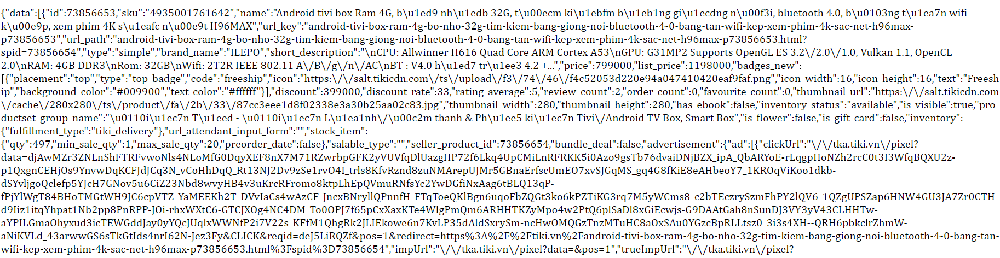 {"data":[{"id":73856653,"sku":"4935001761642","name":"Android tivi box Ram 4G, b\u1ed9 nh\u1edb 32G, t\u00ecm ki\u1ebfm b\u1eb1ng gi\u1ecdng n\u00f3i, bluetooth 4.0, b\u0103ng t\u1ea7n wifi
k\u00e9p, xem phim 4K s\u1eafc n\u00e9t H96MAX","url_key":"android-tivi-box-ram-4g-bo-nho-32g-tim-kiem-bang-giong-noi-bluetooth-4-0-bang-tan-wifi-kep-xem-phim-4k-sac-net-h96max-
p73856653","url_path":"android-tivi-box-ram-4g-bo-nho-32g-tim-kiem-bang-giong-noi-bluetooth-4-0-bang-tan-wifi-kep-xem-phim-4k-sac-net-h96max-p73856653.html?
spid=73856654","type":"simple","brand_name":"ILEPO","short_description":"\nCPU: Allwinner H616 Quad Core ARM Cortex A53\nGPU: G31MP2 Supports OpenGL ES 3.2\/2.0\/1.0, Vulkan 1.1, OpenCL
2.0\nRAM: 4GB DDR3\nRom: 32GB\nWifi: 2T2R IEEE 802.11 A\/B\/g\/n\/AC\nBT : V4.0 h\u1ed7 tr\u1ee3 4.2 +...","price":799000,"list_price":1198000,"badges_new":
[{"placement":"top","type":"top_badge","code":"freeship","icon":"https:\/\/salt.tikicdn.com\/ts\/upload\/f3\/74\/46\/f4c52053d220e94a047410420eaf9faf.png","icon_width":16,"icon_height":16,"text":"Freesh
ip","background_color":"#009900","text_color":"#ffffff"}],"discount":399000,"discount_rate":33,"rating_average":5,"review_count":2,"order_count":0,"favourite_count":0,"thumbnail_url":"https:\/\/salt.tikicdn.com
\/cache\/280x280\/ts\/product\/fa\/2b\/33\/87cc3eee1d8f02338e3a30b25aa02c83.jpg","thumbnail_width":280,"thumbnail_height":280,"has_ebook":false,"inventory_status":"available","is_visible":true,"pro
ductset_group_name":"\u0110i\u1ec7n T\u1eed - \u0110i\u1ec7n L\u1ea1nh\/\u00c2m thanh & Ph\u1ee5 ki\u1ec7n Tivi\/Android TV Box, Smart Box","is_flower":false,"is_gift_card":false,"inventory":
{"fulfillment_type":"tiki_delivery"},"url_attendant_input_form":"","stock_item":
{"qty":497,"min_sale_qty":1,"max_sale_qty":20,"preorder_date":false},"salable_type":"","seller_product_id":73856654,"bundle_deal":false,"advertisement":{"ad":[{"clickUrl":"\/\/tka.tiki.vn\/pixel?
data=djAwMZr3ZNLnShFTRFvwoNls4NLoMfG0DqyXEF8nX7M71RZwrbpGFK2yVUVfqDlUazgHP72f6Lkq4UpCMiLnRFRKK5i0Azo9gsTb76dvaiDNjBZX_ipA_QbARYoE-rLqgpHoNZh2rcC0t3I3WfqBQXU2z-
p1QxgnCEHjOs9YnvwDqKCFJdJCq3N_vCoHhDqQ_Rt13NJ2Dv9zSe1rvO4I_trls8KfvRznd8zuNMArepUJMr5GBnaErfscUmEO7xvSJGqMS_gq4G8fKiE8eAHbeoY7_1KROqViKoo1dkb-
dSYvljgoQclefp5YJcH7GNov5u6CiZ23Nbd8wvyHB4v3uKrcRFromo8ktpLhEpQVmuRNfsYc2YwDGfiNxAag6tBLQ13qP-
fPjYlWgT84BHoTMGtWH9JC6cpVTZ_YaMEEKh2T_DVvIaCs4wAzCF_JncxBNryllQPnnfH_FTqToeQKlBgn6uqoFbZQGt3ko6kPZTiKG3rq7M5yWCms8_c2bTEczrySzmFhPY2lQV6_1QZgUPSZap6HNW4GU3JA7Zr0CTH
d9Iiz1itqYhpat1Nb2pp8PnRPP-JOi-rhxWXtC6-GTCJXOg4NC4DM_To0OPJ7f65pCxXaxKTe4WlgPmQm6ARHHTKZyMpo4w2PtQ6plSaDl8xGiEcwjs-G9DAAtGah8nSunDJ3VY3yV43CLHHTw-
aYPILGmaOhyxud3icTEWGddJay0yYQcJUqlxWWNfP2i7V22s_KFfM1QhgRk2JLIEkowe6n7KvLP35dAldSxrySm-ncHwOMQGzTnzMTuHC8aOxSAu0YGzcBpRLLtsz0_3i3s4XH--QRH6pbkclrZhmW-
aNiKVLd_43arwwGS6sTkGtIds4nrI62N-Jez3Fy&CLICK&reqid=deJ5LiRQZf&pos=1&redirect=https%3A%2F%2Ftiki.vn%2Fandroid-tivi-box-ram-4g-bo-nho-32g-tim-kiem-bang-giong-noi-bluetooth-4-0-bang-tan-
wifi-kep-xem-phim-4k-sac-net-h96max-p73856653.html%3Fspid%3D73856654","impUrl":"\/\/tka.tiki.vn\/pixel?data=&pos=1","trueImpUrl":"\/\/tka.tiki.vn\/pixel?